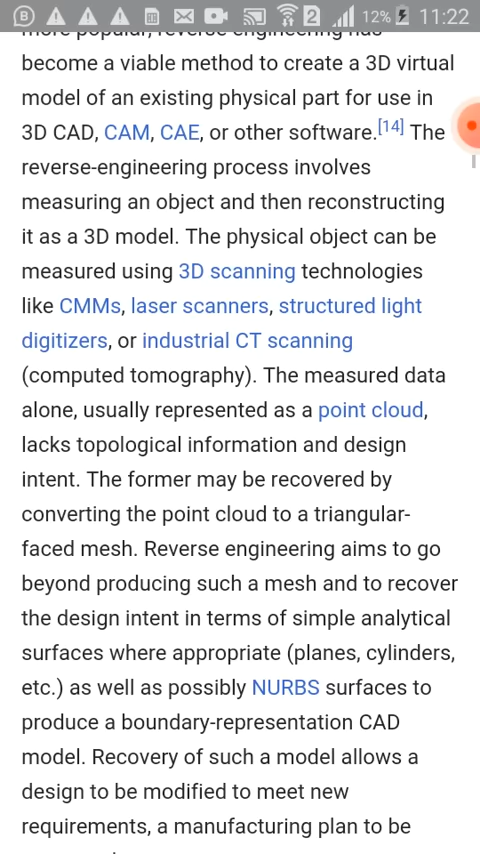 12% 11:22
more popular, reverse engineering has
become a viable method to create a 3D virtual
model of an existing physical part for use in
3D CAD, CAM, CAE, or other software.[14] The
reverse-engineering process involves
measuring an object and then reconstructing
it as a 3D model. The physical object can be
measured using 3D scanning technologies
like CMMs, laser scanners, structured light
digitizers, or industrial CT scanning
(computed tomography). The measured data
alone, usually represented as a point cloud,
lacks topological information and design
intent. The former may be recovered by
converting the point cloud to a triangular-
faced mesh. Reverse engineering aims to go
beyond producing such a mesh and to recover
the design intent in terms of simple analytical
surfaces where appropriate (planes, cylinders,
etc.) as well as possibly NURBS surfaces to
produce a boundary-representation CAD
model. Recovery of such a model allows a
design to be modified to meet new
requirements, a manufacturing plan to be